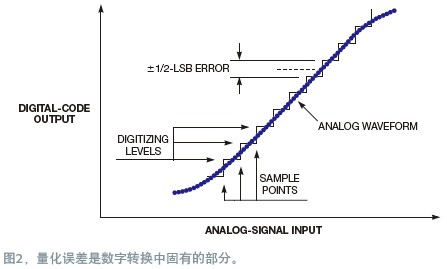 ±1/2-LSB ERROR
DIGITAL-CODE
OUTPUT
ANALOG WAVEFORM
DIGITIZING
LEVELS
SAMPLE
POINTS
ANALOG-SIGNAL INPUT
图2，量化误差是数字转换中固有的部分。